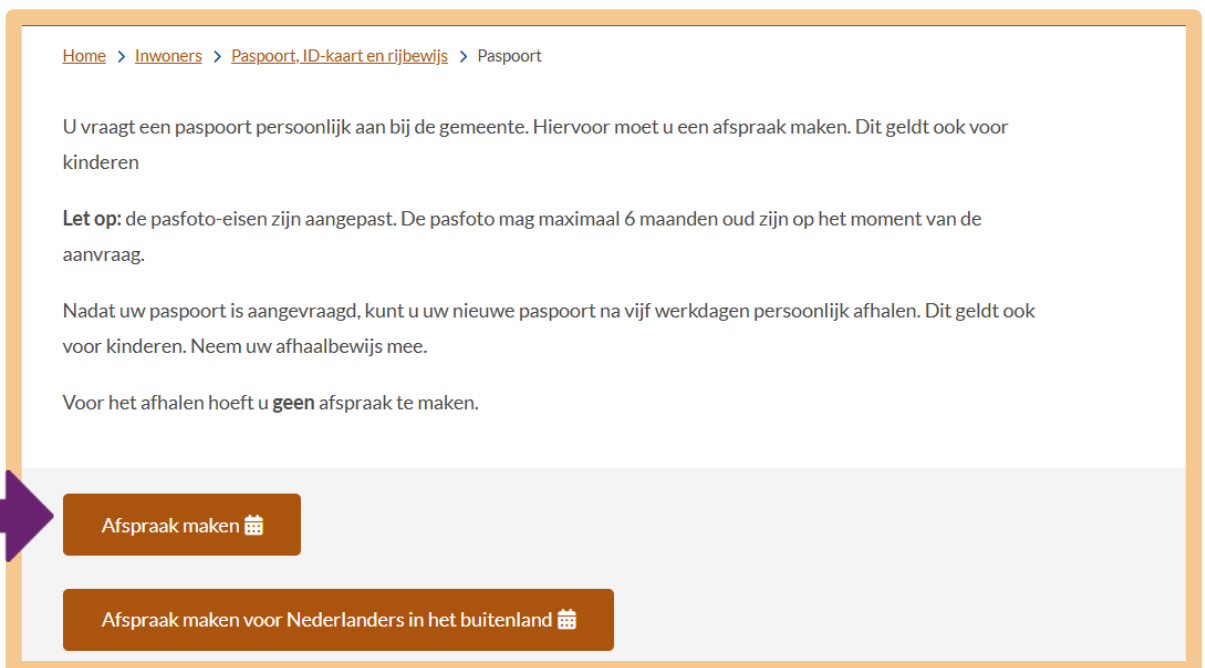 Home > Inwoners > Paspoort, ID-kaart en rijbewijs > Paspoort
U vraagt een paspoort persoonlijk aan bij de gemeente. Hiervoor moet u een afspraak maken. Dit geldt ook voor
kinderen
Let op: de pasfoto-eisen zijn aangepast. De pasfoto mag maximaal 6 maanden oud zijn op het moment van de
aanvraag.
Nadat uw paspoort is aangevraagd, kunt u uw nieuwe paspoort na vijf werkdagen persoonlijk afhalen. Dit geldt ook
voor kinderen. Neem uw afhaalbewijs mee.
Voor het afhalen hoeft u geen afspraak te maken.
Afspraak maken
Afspraak maken voor Nederlanders in het buitenland